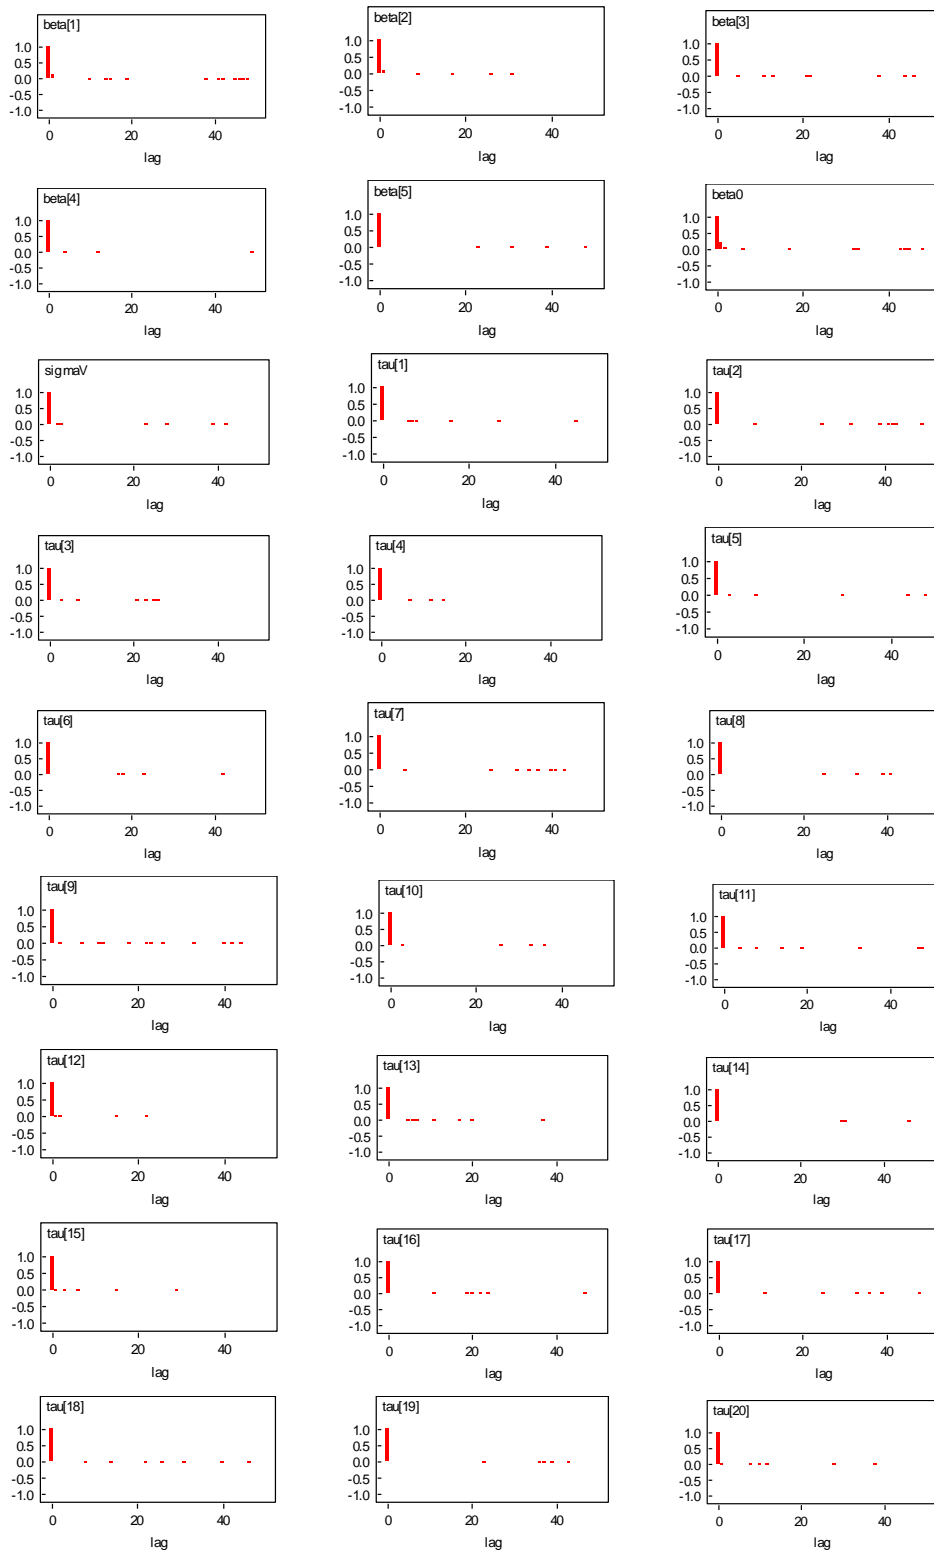 beta[1]
1.0
0.5
0.0
-0.5
-1.0
0 20 40
lag
beta[2]
1.0
0.5
0.0
-0.5
-1.0
0 20 40
lag
beta[3]
1.0
0.5
0.0
-0.5
-1.0
0 20 40
lag
beta[4]
1.0
0.5
0.0
-0.5
-1.0
0 20 40
lag
beta[5]
1.0
0.5
0.0
-0.5
-1.0
0 20 40
lag
beta0
1.0
0.5
0.0
-0.5
-1.0
0 20 40
lag
sigmaV
1.0
0.5
0.0
-0.5
-1.0
0 20 40
lag
tau[1]
1.0
0.5
0.0
-0.5
-1.0
0 20 40
lag
tau[2]
1.0
0.5
0.0
-0.5
-1.0
0 20 40
lag
tau[3]
1.0
0.5
0.0
-0.5
-1.0
0 20 40
lag
tau[4]
1.0
0.5
0.0
-0.5
-1.0
0 20 40
lag
tau[5]
1.0
0.5
0.0
-0.5
-1.0
0 20 40
lag
tau[6]
1.0
0.5
0.0
-0.5
-1.0
0 20 40
lag
tau[7]
1.0
0.5
0.0
-0.5
-1.0
0 20 40
lag
tau[8]
1.0
0.5
0.0
-0.5
-1.0
0 20 40
lag
tau[9]
1.0
0.5
0.0
-0.5
-1.0
0 20 40
lag
tau[10]
1.0
0.5
0.0
-0.5
-1.0
0 20 40
lag
tau[11]
1.0
0.5
0.0
-0.5
-1.0
0 20 40
lag
tau[12]
1.0
0.5
0.0
-0.5
-1.0
0 20 40
lag
tau[13]
1.0
0.5
0.0
-0.5
-1.0
0 20 40
lag
tau[14]
1.0
0.5
0.0
-0.5
-1.0
0 20 40
lag
tau[15]
1.0
0.5
0.0
-0.5
-1.0
0 20 40
lag
tau[16]
1.0
0.5
0.0
-0.5
-1.0
0 20 40
lag
tau[17]
1.0
0.5
0.0
-0.5
-1.0
0 20 40
lag
tau[18]
1.0
0.5
0.0
-0.5
-1.0
0 20 40
lag
tau[19]
1.0
0.5
0.0
-0.5
-1.0
0 20 40
lag
tau[20]
1.0
0.5
0.0
-0.5
-1.0
0 20 40
lag